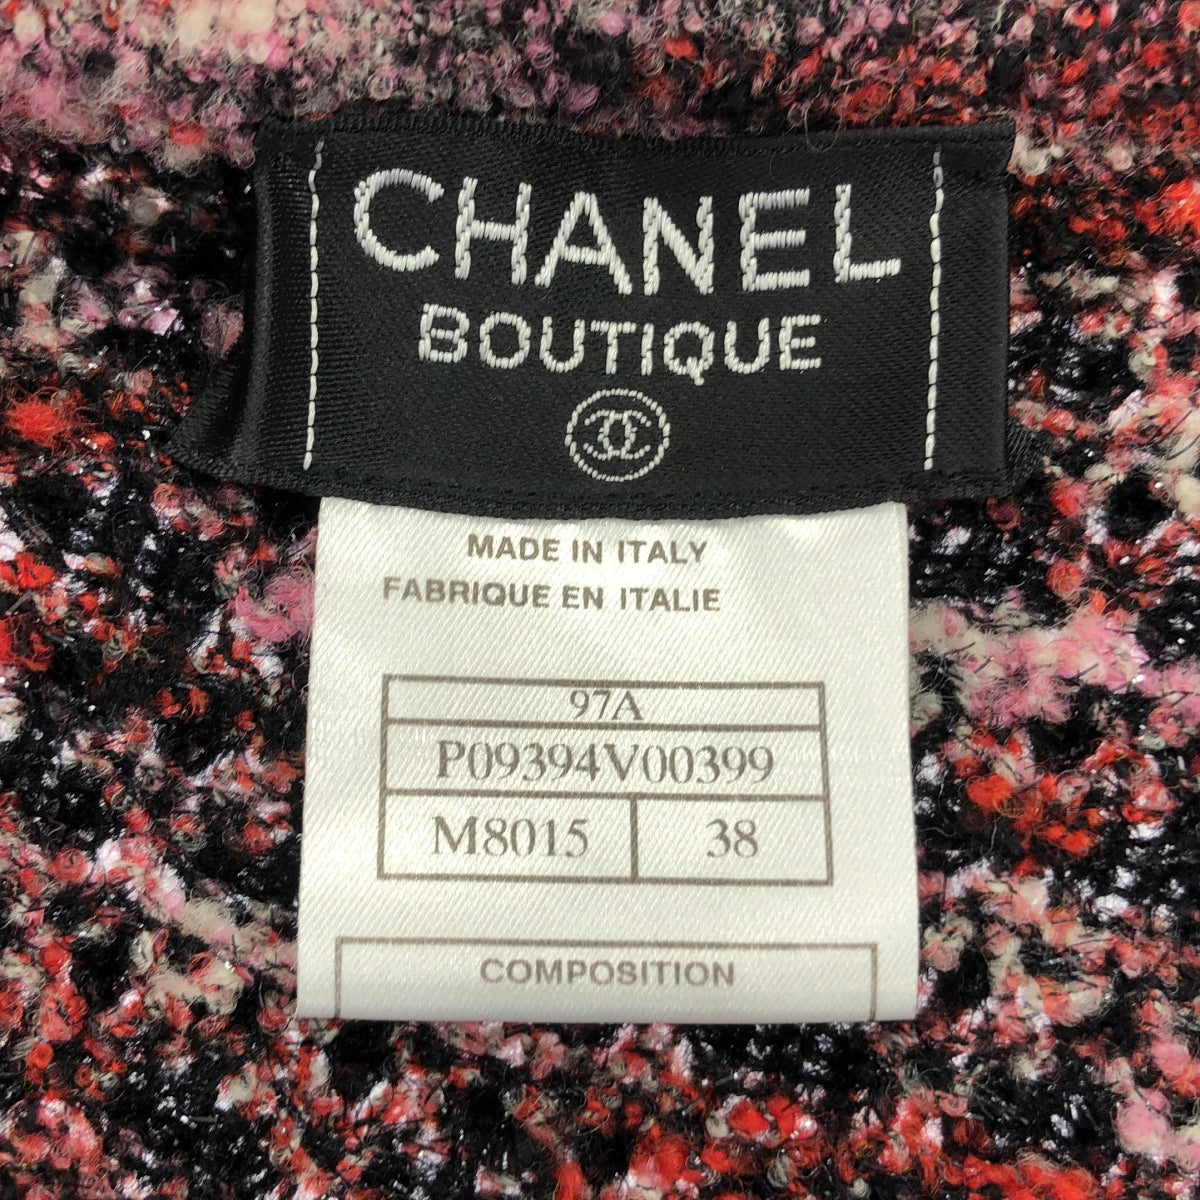 CHANEL
BOUTIQUE
MADE IN ITALY
FABRIQUE EN ITALIE
97A
P09394V00399
M8015 38
COMPOSITION